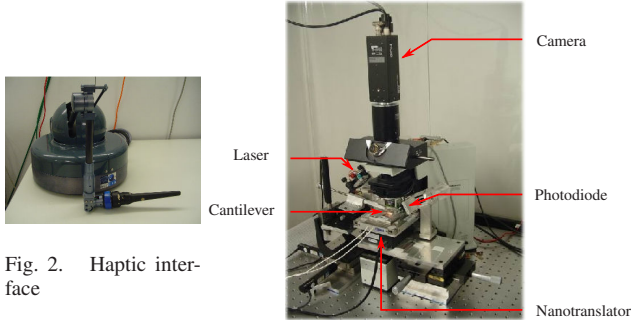 Camera
Laser
Cantilever
Photodiode
Fig. 2. Haptic inter-
face
Nanotranslator